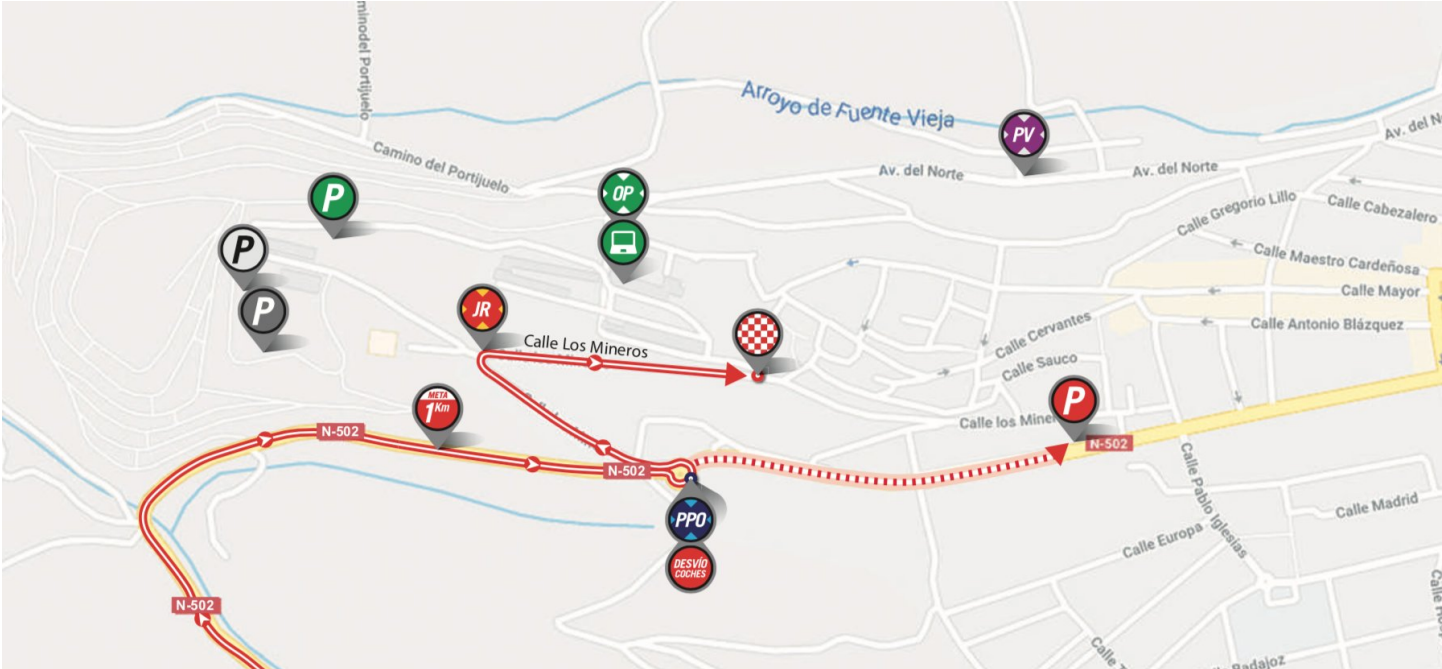 minodel Portijuelo
Arroyo de Fuente Vieja
PV
Av. del N
Camino del Portijuelo
Av. del Norte
Av. del Norte
P
OP
Calle Gregorio Lillo
Calle Cabezalero
P
Calle Maestro Cardeñosa
P
JR
Calle Mayor
Calle Los Mineros
Calle Cervantes
Calle Antonio Blázquez
Calle Sauco
META
1Km
P
Calle los Miner
N-502
N-502
N-502
Calle Pablo Iglesias
PPO
Calle Madrid
Calle Europa
DESVÍO
COCHES
N-502
Badajoz